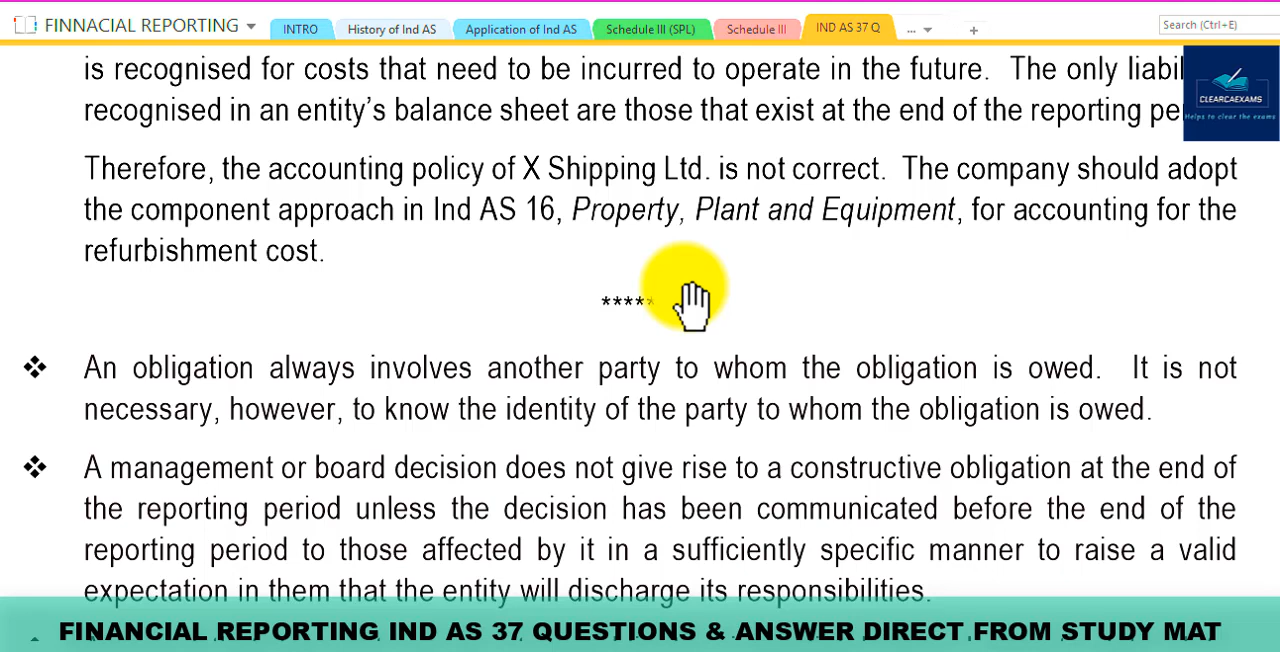 FINNACIAL REPORTING
INTRO
History of Ind AS
Application of Ind AS
Schedule III (SPL)
Schedule III
IND AS 37 Q
...
Search (Ctrl+E)
is recognised for costs that need to be incurred to operate in the future. The only
CLEARCAEXAMS
Helps to clear the exams
recognised in an entity's balance sheet are those that exist at the end of the reporting
Therefore, the accounting policy of X Shipping Ltd. is not correct. The company should adopt
the component approach in Ind AS 16, Property, Plant and Equipment, for accounting for the
refurbishment cost.
*****
❖ An obligation always involves another party to whom the obligation is owed. It is not
necessary, however, to know the identity of the party to whom the obligation is owed.
❖ A management or board decision does not give rise to a constructive obligation at the end of
the reporting period unless the decision has been communicated before the end of the
reporting period to those affected by it in a sufficiently specific manner to raise a valid
expectation in them that the entity will discharge its responsibilities.
FINANCIAL REPORTING IND AS 37 QUESTIONS & ANSWER DIRECT FROM STUDY MAT